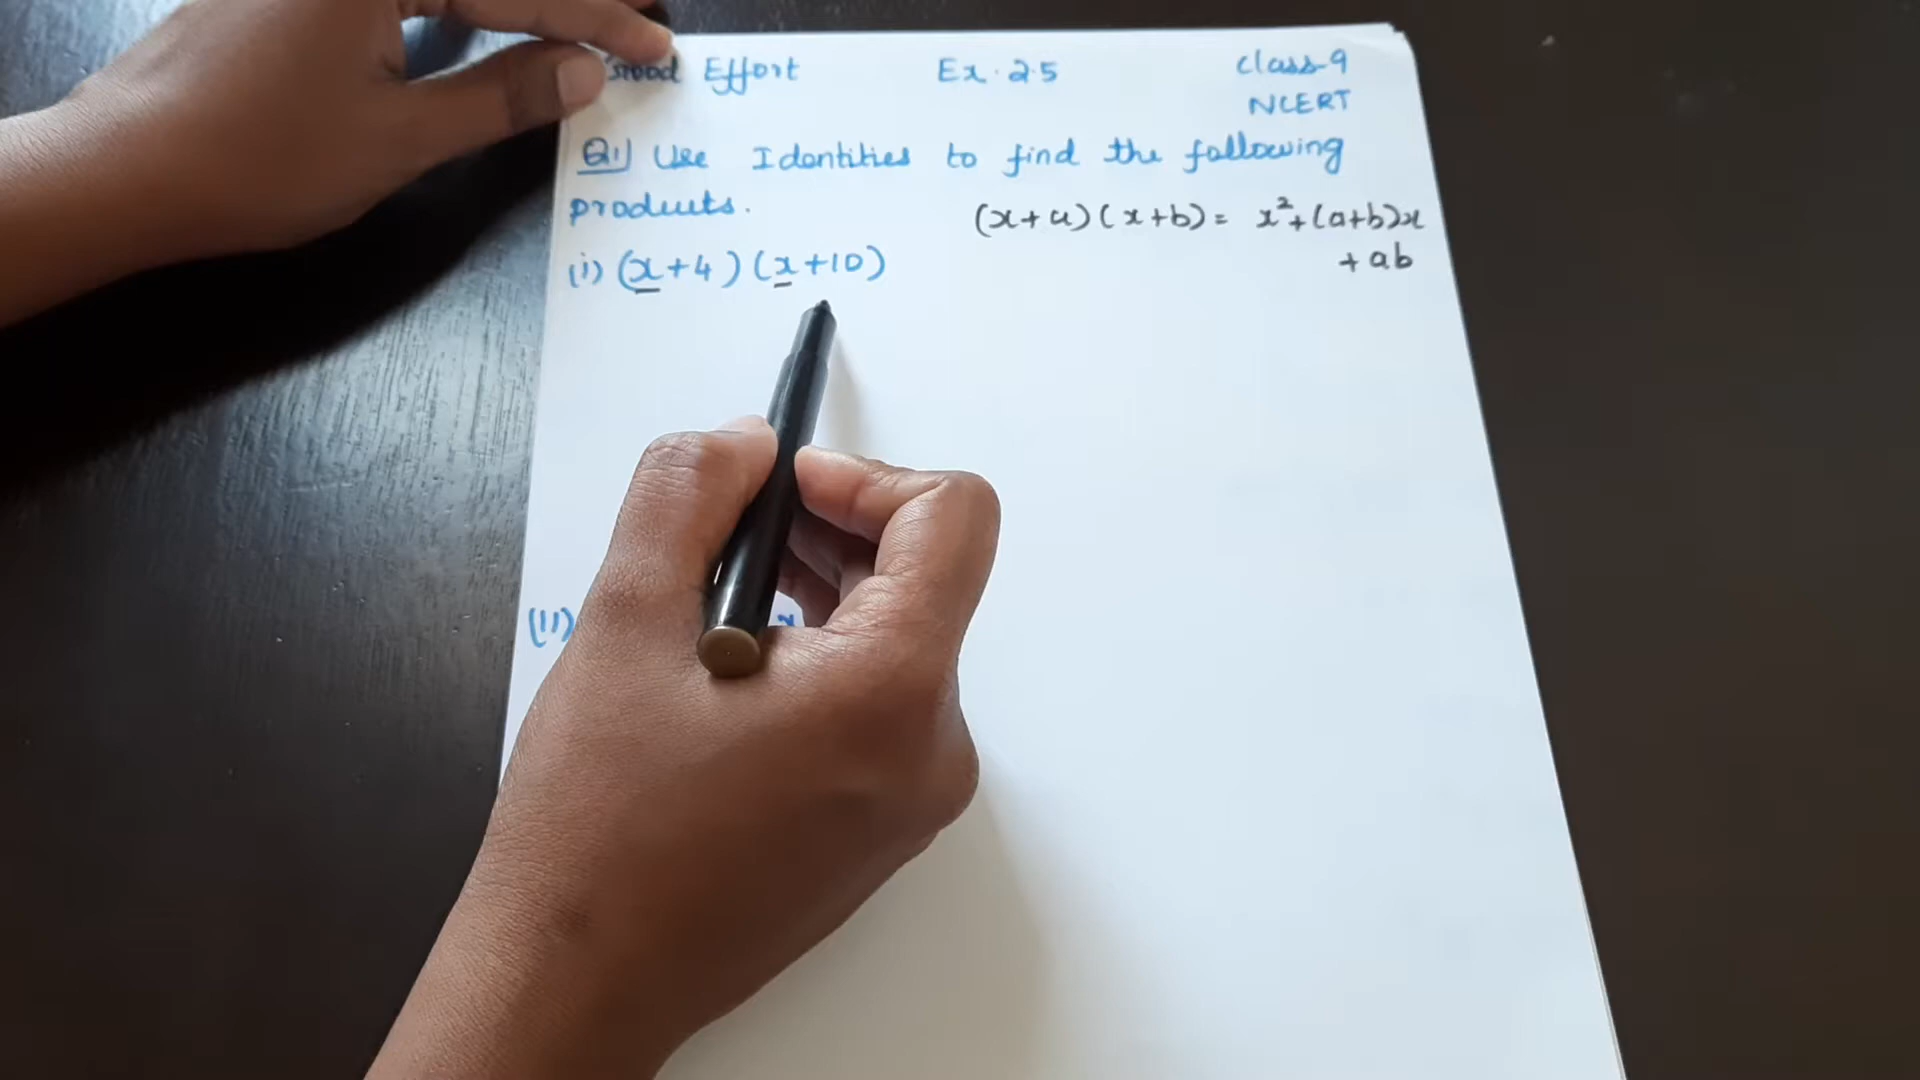 Good Effort Ex. 2.5 Class-9
NCERT
Q1) Use Identities to find the following
products.
(x+a)(x+b) = x²+(a+b)x
+ab
(i) (x+4)(x+10)
(ii) x